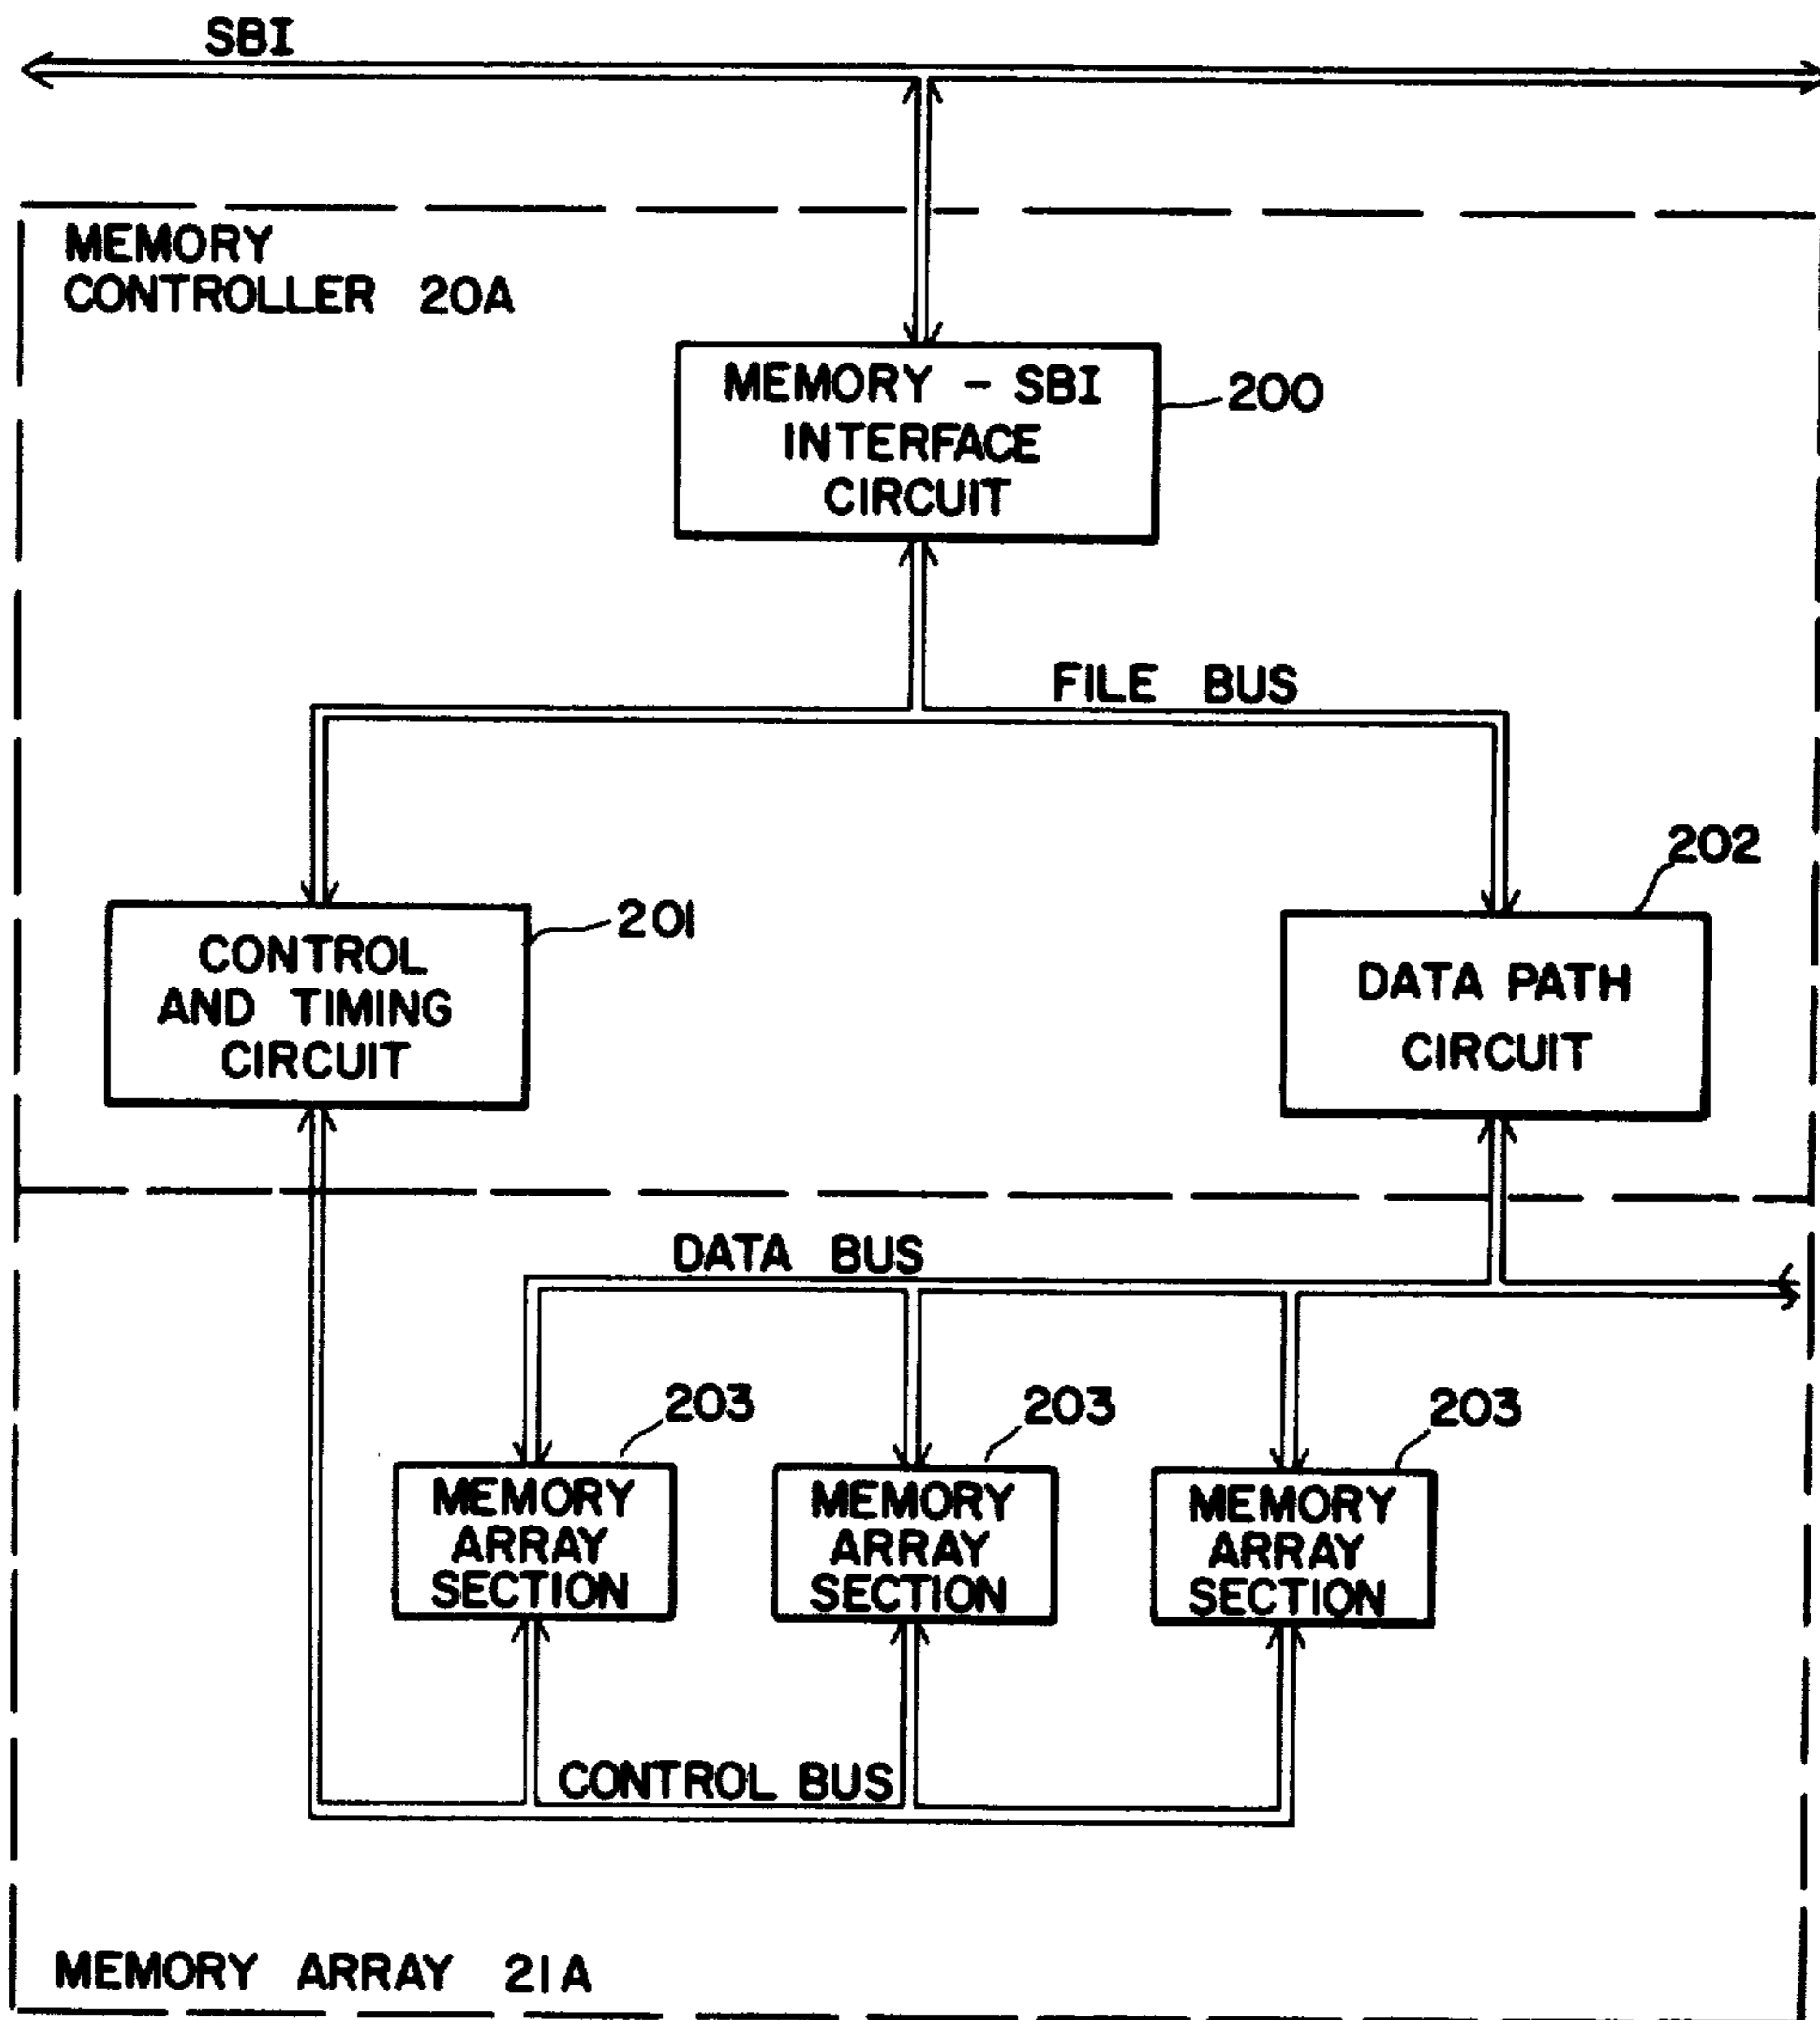 SBI
MEMORY
CONTROLLER 20A
MEMORY - SBI
INTERFACE
CIRCUIT
200
FILE BUS
202
201
CONTROL
AND TIMING
CIRCUIT
DATA PATH
CIRCUIT
DATA BUS
203
203
203
MEMORY
ARRAY
SECTION
MEMORY
ARRAY
SECTION
MEMORY
ARRAY
SECTION
CONTROL BUS
MEMORY ARRAY 21A